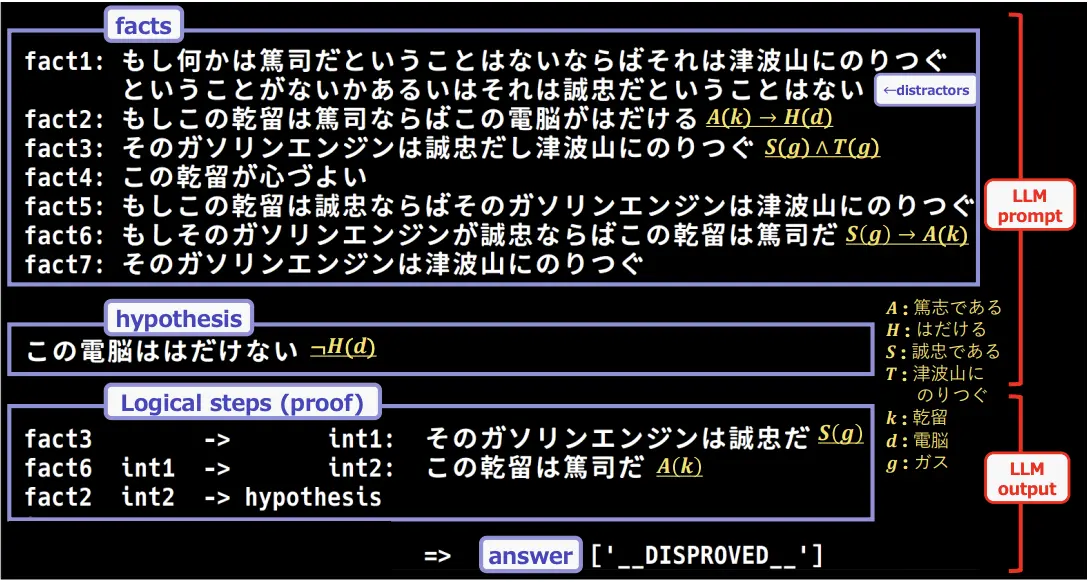 facts
fact1: もし何かは篤司だということはないならばそれは津波山にのりつぐ
ということがないかあるいはそれは誠忠だということはない ←distractors
fact2: もしこの乾留は篤司ならばこの電脳がはだける A(k) → H(d)
fact3: そのガソリンエンジンは誠忠だし津波山にのりつぐ S(g) ∧ T(g)
fact4: この乾留が心づよい
fact5: もしこの乾留は誠忠ならばそのガソリンエンジンは津波山にのりつぐ
fact6: もしそのガソリンエンジンが誠忠ならばこの乾留は篤司だ S(g) → A(k)
fact7: そのガソリンエンジンは津波山にのりつぐ
LLM
prompt
hypothesis
この電脳ははだけない ¬H(d)
A : 篤志である
H : はだける
S : 誠忠である
T : 津波山に
のりつぐ
k : 乾留
d : 電脳
g : ガス
Logical steps (proof)
fact3 -> int1: そのガソリンエンジンは誠忠だ S(g)
fact6 int1 -> int2: この乾留は篤司だ A(k)
fact2 int2 -> hypothesis
LLM
output
=> answer ['__DISPROVED__']